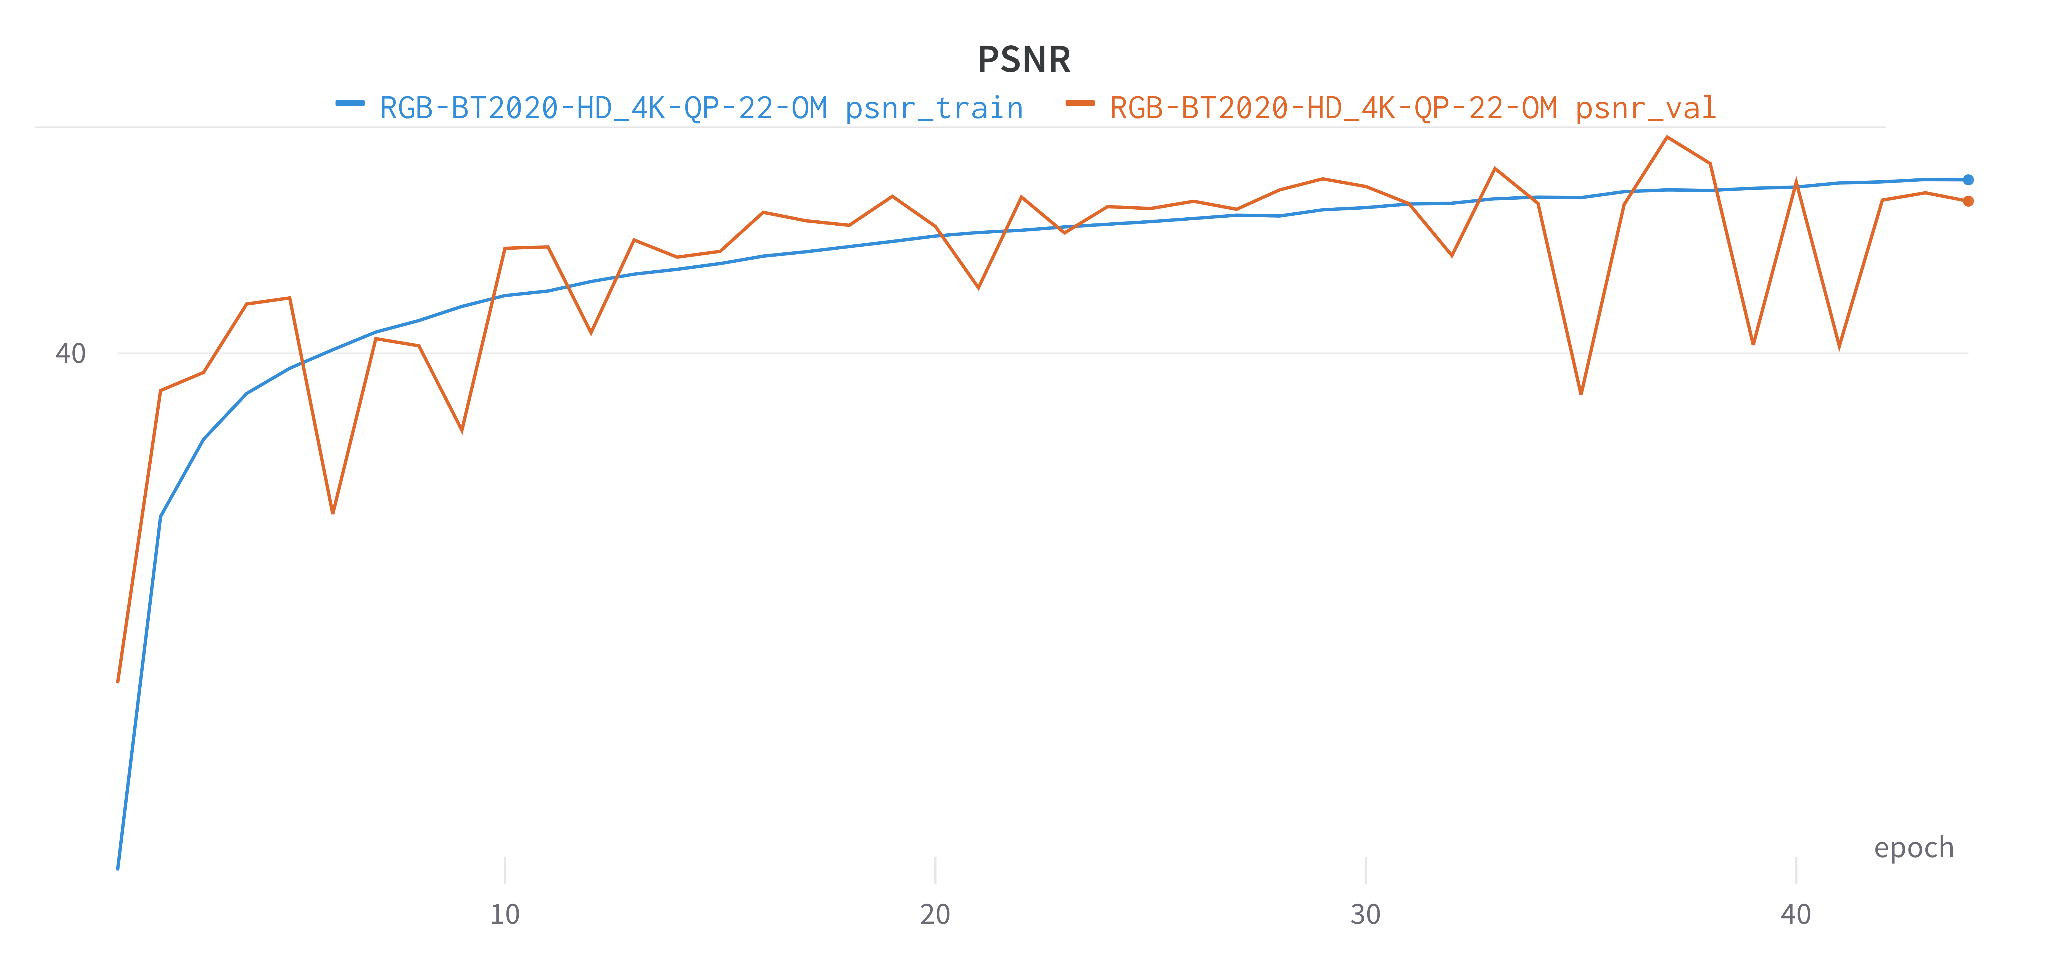 PSNR
RGB-BT2020-HD_4K-QP-22-OM psnr_train RGB-BT2020-HD_4K-QP-22-OM psnr_val
40
epoch
10 20 30 40